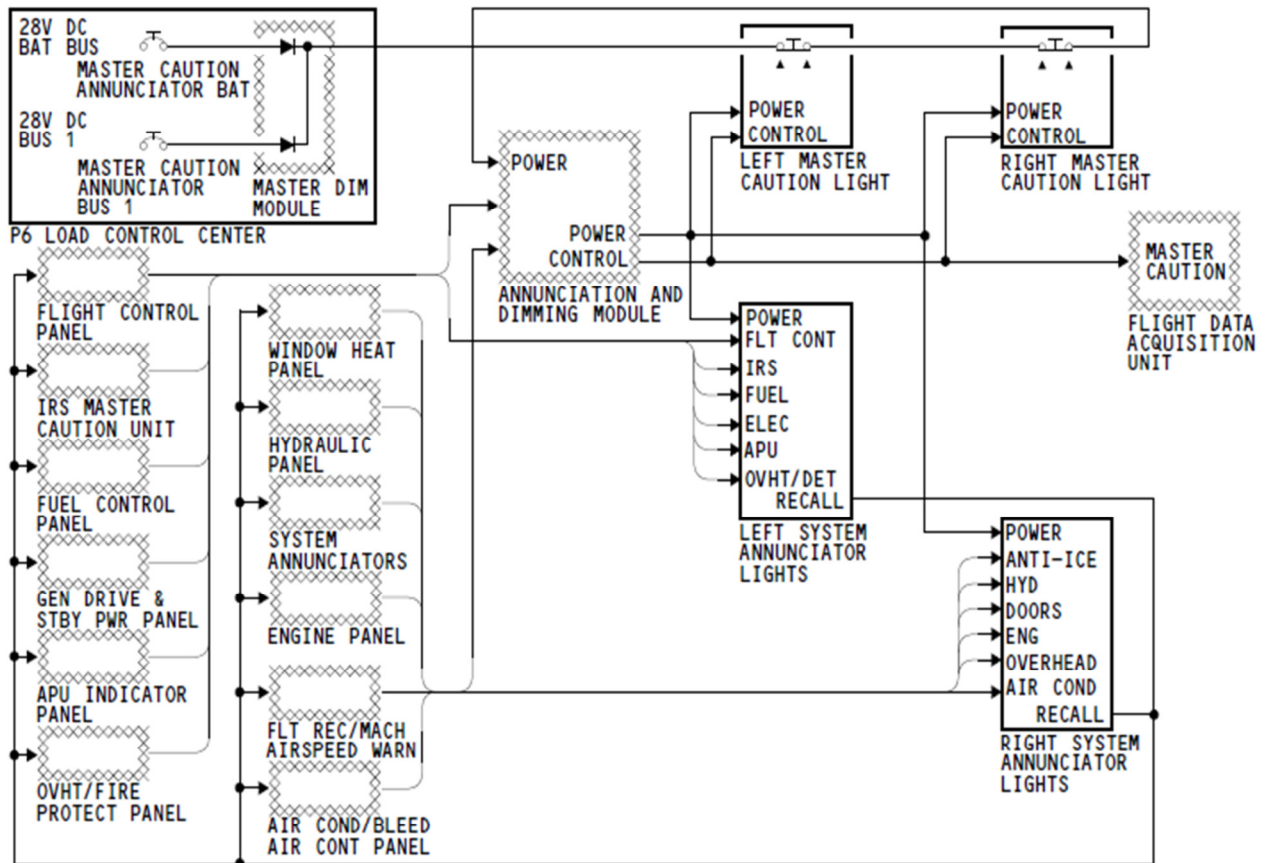 28V DC
BAT BUS
MASTER CAUTION
ANNUNCIATOR BAT
28V DC
BUS 1
MASTER CAUTION
ANNUNCIATOR
BUS 1
MASTER DIM
MODULE
P6 LOAD CONTROL CENTER
POWER
POWER
CONTROL
ANNUNCIATION AND
DIMMING MODULE
POWER
CONTROL
LEFT MASTER
CAUTION LIGHT
POWER
CONTROL
RIGHT MASTER
CAUTION LIGHT
MASTER
CAUTION
FLIGHT DATA
ACQUISITION
UNIT
FLIGHT CONTROL
PANEL
IRS MASTER
CAUTION UNIT
FUEL CONTROL
PANEL
GEN DRIVE &
STBY PWR PANEL
APU INDICATOR
PANEL
OVHT/FIRE
PROTECT PANEL
WINDOW HEAT
PANEL
HYDRAULIC
PANEL
SYSTEM
ANNUNCIATORS
ENGINE PANEL
FLT REC/MACH
AIRSPEED WARN
AIR COND/BLEED
AIR CONT PANEL
POWER
FLT CONT
IRS
FUEL
ELEC
APU
OVHT/DET
RECALL
LEFT SYSTEM
ANNUNCIATOR
LIGHTS
POWER
ANTI-ICE
HYD
DOORS
ENG
OVERHEAD
AIR COND
RECALL
RIGHT SYSTEM
ANNUNCIATOR
LIGHTS